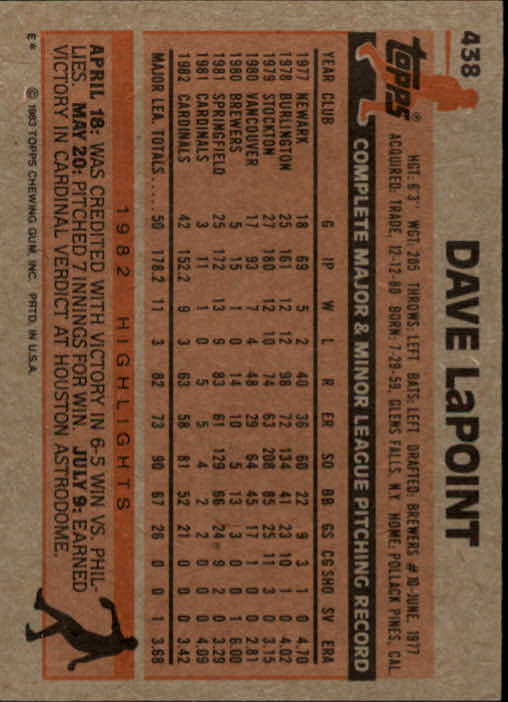 438
DAVE LaPOINT
topps®
HGT: 6'3" WGT: 205 THROWS: LEFT BATS: LEFT DRAFTED: BREWERS #10-JUNE, 1977
ACQUIRED: TRADE, 12-12-80 BORN: 7-29-59, GLENS FALLS, N.Y. HOME: POLLACK PINES, CAL.
COMPLETE MAJOR & MINOR LEAGUE PITCHING RECORD
YEAR CLUB G IP W L R ER SO BB GS CG SHO SV ERA
1977 NEWARK 18 69 5 2 40 36 60 22 9 3 1 0 4.70
1978 BURLINGTON 25 161 12 12 98 72 134 41 23 10 1 0 4.02
1979 STOCKTON 27 180 12 10 74 63 208 85 25 11 3 0 3.15
1980 VANCOUVER 17 93 7 4 48 29 64 45 17 1 0 0 2.81
1980 BREWERS 5 15 1 0 14 10 5 13 3 0 0 1 6.00
1981 SPRINGFIELD 25 172 13 9 83 61 129 66 24 9 2 0 3.29
1981 CARDINALS 3 11 1 0 5 5 4 2 2 0 0 0 4.09
1982 CARDINALS 42 152.2 9 3 63 58 81 52 21 0 0 0 3.42
MAJOR LEA. TOTALS..... 50 178.2 11 3 82 73 90 67 26 0 0 1 3.68
1982 HIGHLIGHTS
APRIL 18: WAS CREDITED WITH VICTORY IN 6-5 WIN VS. PHIL-
LIES. MAY 20: PITCHED 7 INNINGS FOR WIN. JULY 9: EARNED
VICTORY IN CARDINAL VERDICT AT HOUSTON ASTRODOME.
E* © 1983 TOPPS CHEWING GUM, INC. PRTD. IN U.S.A.